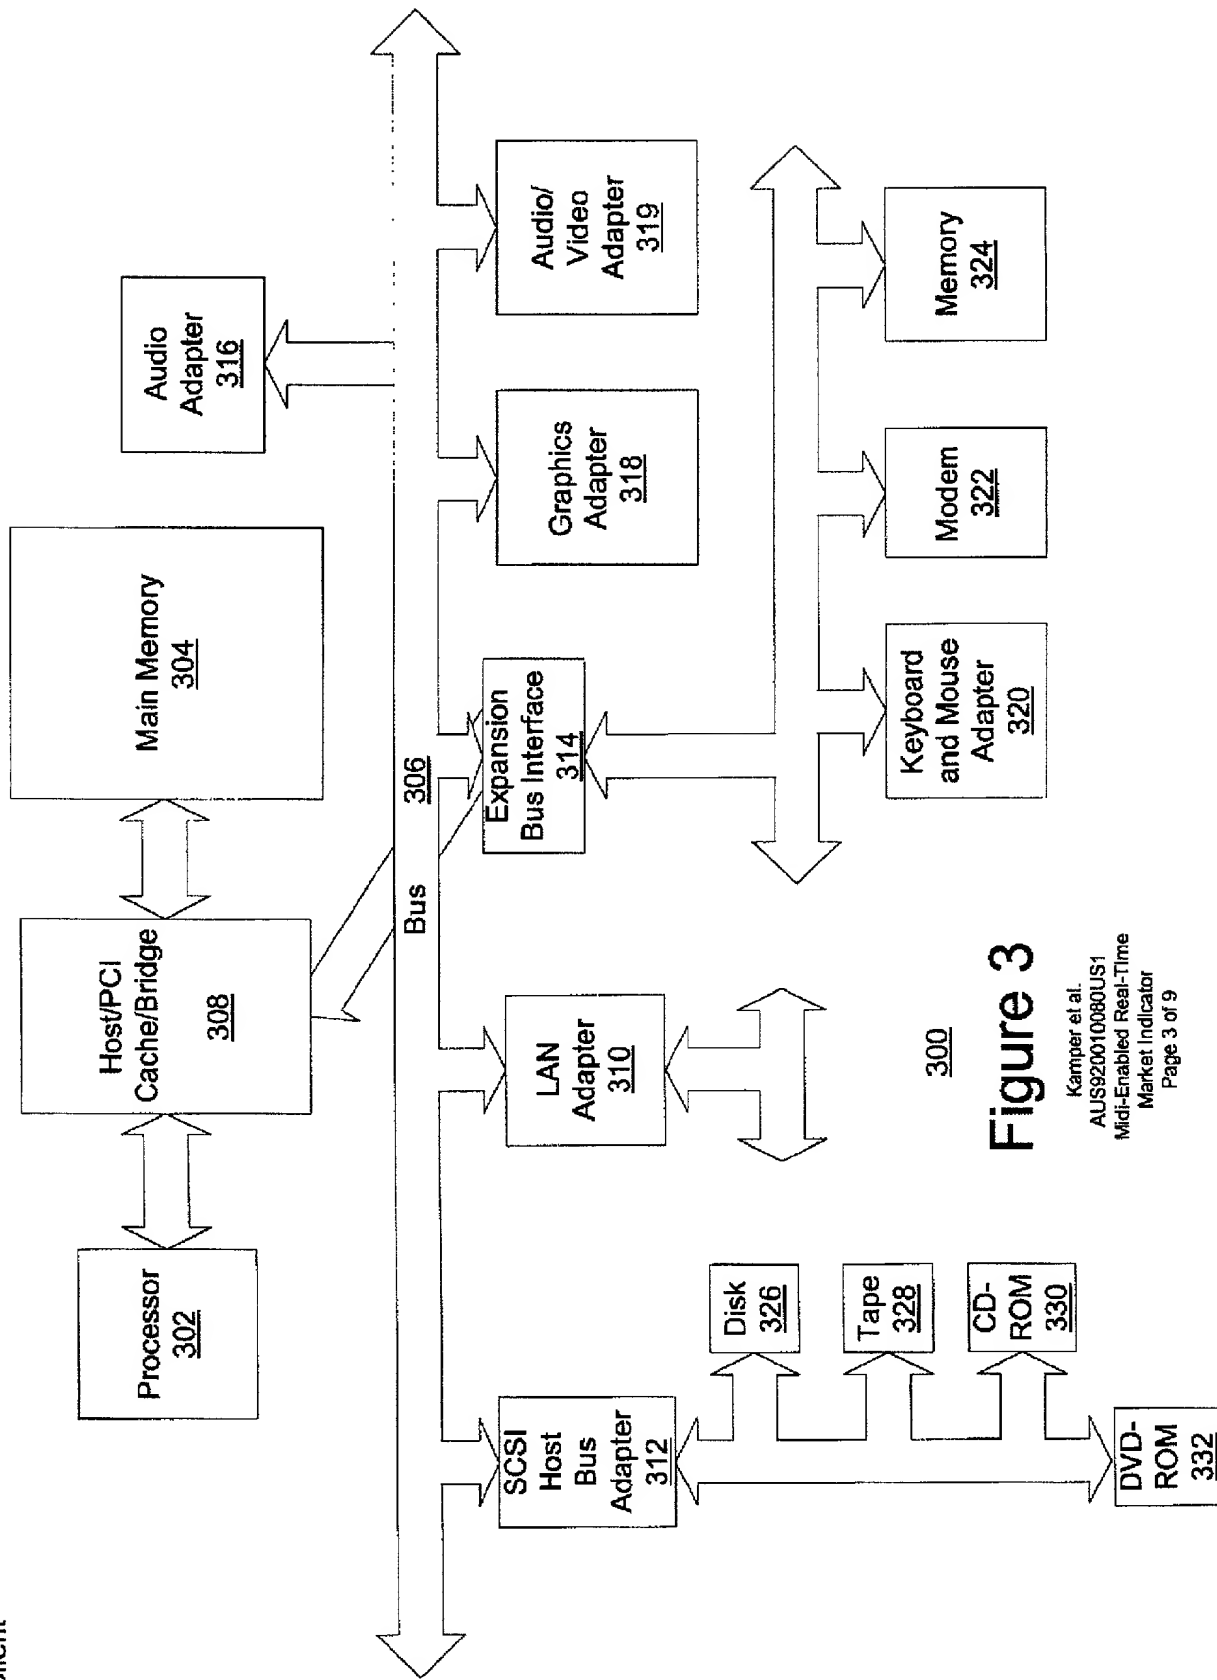 Client
Processor
302
Host/PCI
Cache/Bridge
308
Main Memory
304
Audio
Adapter
316
Bus
306
SCSI
Host
Bus
Adapter
312
LAN
Adapter
310
Expansion
Bus Interface
314
Graphics
Adapter
318
Audio/
Video
Adapter
319
Disk
326
Tape
328
CD-
ROM
330
DVD-
ROM
332
Keyboard
and Mouse
Adapter
320
Modem
322
Memory
324
300
Figure 3
Kamper et al.
AUS920010080US1
Midi-Enabled Real-Time
Market Indicator
Page 3 of 9